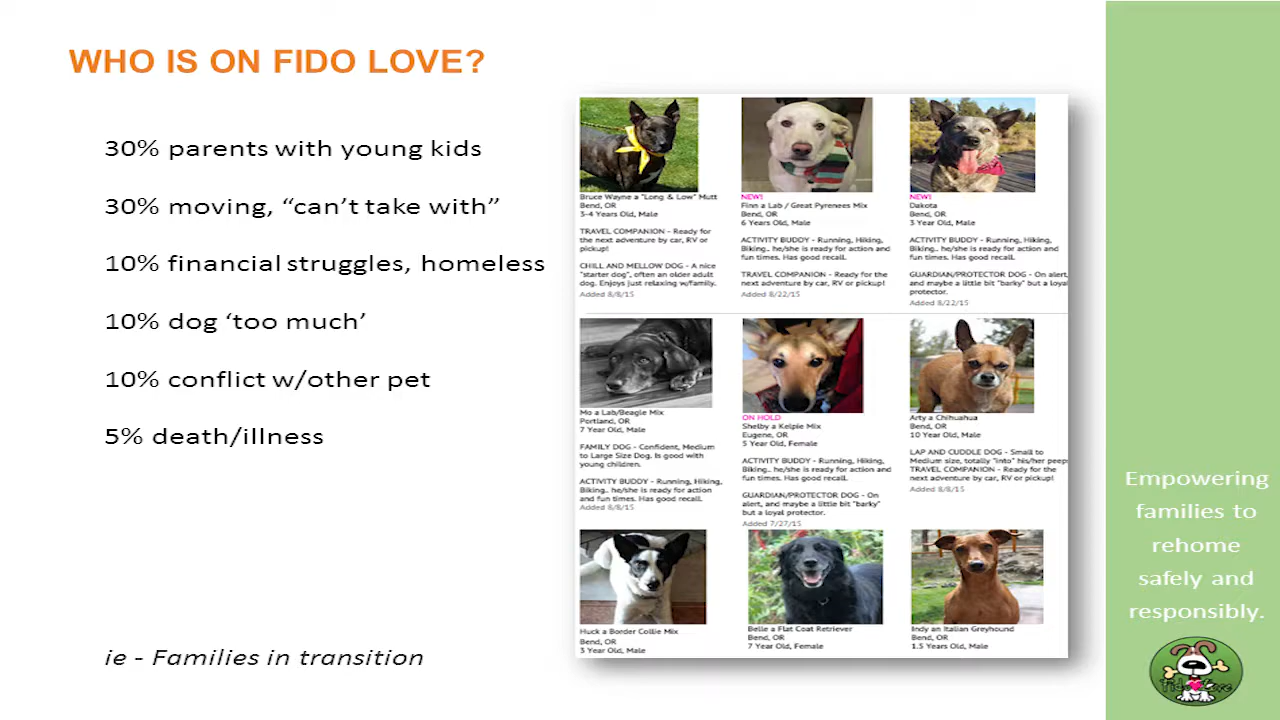 WHO IS ON FIDO LOVE?
30% parents with young kids
30% moving, “can’t take with”
10% financial struggles, homeless
10% dog ‘too much’
10% conflict w/other pet
5% death/illness
ie - Families in transition
Bruce Wayne a "Long & Low" Mutt
Bend, OR
3-4 Years Old, Male
TRAVEL COMPANION - Ready for
the next adventure by car, RV or
pickup!
CHILL AND MELLOW DOG - A nice
"starter dog", often an older adult
dog. Enjoys just relaxing w/family.
Added 8/8/15
NEW!
Finn a Lab / Great Pyrenees Mix
Bend, OR
6 Years Old, Male
ACTIVITY BUDDY - Running, Hiking,
Biking.. he/she is ready for action and
fun times. Has good recall.
TRAVEL COMPANION - Ready for the
next adventure by car, RV or pickup!
Added 8/22/15
NEW!
Dakota
Bend, OR
3 Year Old, Male
ACTIVITY BUDDY - Running, Hiking,
Biking.. he/she is ready for action and
fun times. Has good recall.
GUARDIAN/PROTECTOR DOG - On alert,
and maybe a little bit "barky" but a loyal
protector.
Added 8/22/15
Mo a Lab/Beagle Mix
Portland, OR
7 Year Old, Male
FAMILY DOG - Confident, Medium
to Large Size Dog. Is good with
young children.
ACTIVITY BUDDY - Running, Hiking,
Biking.. he/she is ready for action
and fun times. Has good recall.
Added 8/8/15
ON HOLD
Shelby a Kelpie Mix
Eugene, OR
5 Year Old, Female
ACTIVITY BUDDY - Running, Hiking,
Biking.. he/she is ready for action and
fun times. Has good recall.
GUARDIAN/PROTECTOR DOG - On
alert, and maybe a little bit "barky"
but a loyal protector.
Added 7/27/15
Arty a Chihuahua
Bend, OR
10 Year Old, Male
LAP AND CUDDLE DOG - Small to
Medium size, totally "into" his/her peep
TRAVEL COMPANION - Ready for the
next adventure by car, RV or pickup!
Added 8/8/15
Huck a Border Collie Mix
Bend, OR
3 Year Old, Male
Belle a Flat Coat Retriever
Bend, OR
7 Year Old, Female
Indy an Italian Greyhound
Bend, OR
1.5 Years Old, Male
Empowering
families to
rehome
safely and
responsibly.
Fido Love